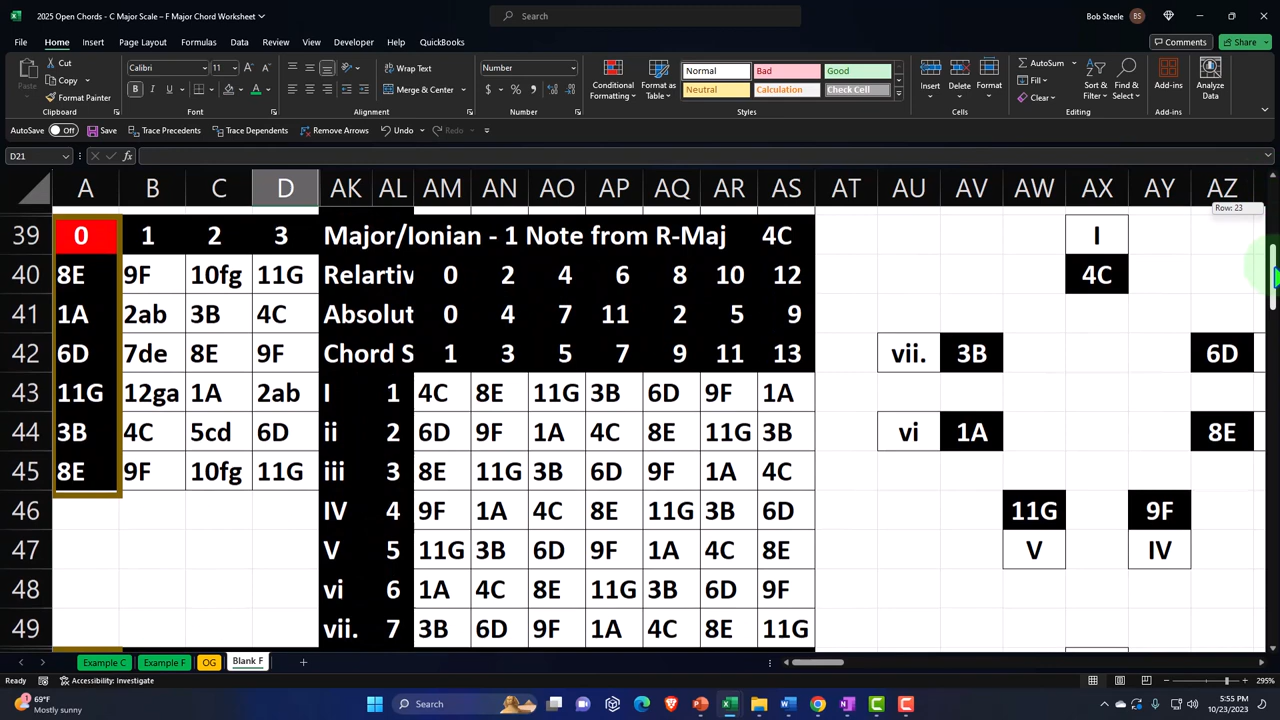 2025 Open Chords - C Major Scale – F Major Chord Worksheet
Search
Bob Steele BS
File Home Insert Page Layout Formulas Data Review View Developer Automate Help QuickBooks
Comments Share
Cut
Copy
Format Painter
Paste
Calibri 11
Wrap Text
Merge & Center
Number
Conditional Formatting
Format as Table
Normal Bad Good
Neutral Calculation Check Cell
Insert Delete Format
AutoSum
Fill
Clear
Sort & Filter
Find & Select
Add-ins
Analyze Data
Clipboard Font Alignment Number Styles Cells Editing Add-ins
AutoSave Off Save Trace Precedents Trace Dependents Remove Arrows Undo Redo
D21 fx
A B C D AK AL AM AN AO AP AQ AR AS AT AU AV AW AX AY AZ
Row: 23
39 0 1 2 3 Major/Ionian - 1 Note from R-Maj 4C I
40 8E 9F 10fg 11G Relartiv 0 2 4 6 8 10 12 4C
41 1A 2ab 3B 4C Absolut 0 4 7 11 2 5 9
42 6D 7de 8E 9F Chord S 1 3 5 7 9 11 13 vii. 3B 6D
43 11G 12ga 1A 2ab I 1 4C 8E 11G 3B 6D 9F 1A
44 3B 4C 5cd 6D ii 2 6D 9F 1A 4C 8E 11G 3B vi 1A 8E
45 8E 9F 10fg 11G iii 3 8E 11G 3B 6D 9F 1A 4C
46 IV 4 9F 1A 4C 8E 11G 3B 6D 11G 9F
47 V 5 11G 3B 6D 9F 1A 4C 8E V IV
48 vi 6 1A 4C 8E 11G 3B 6D 9F
49 vii. 7 3B 6D 9F 1A 4C 8E 11G
Example C Example F OG Blank F
Ready Accessibility: Investigate 295%
69°F
Mostly sunny
Search
5:55 PM
10/23/2023